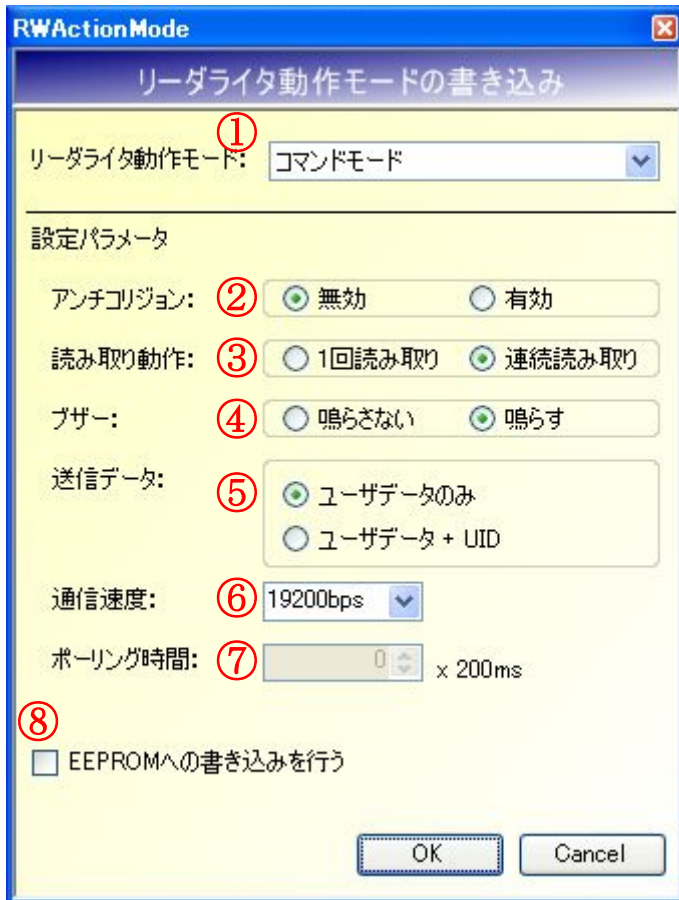 RWActionMode
リーダライタ動作モードの書き込み
①
リーダライタ動作モード: コマンドモード
設定パラメータ
アンチコリジョン: ② 無効 有効
読み取り動作: ③ 1回読み取り 連続読み取り
ブザー: ④ 鳴らさない 鳴らす
送信データ: ⑤ ユーザデータのみ
ユーザデータ + UID
通信速度: ⑥ 19200bps
ポーリング時間: ⑦ 0 x 200ms
⑧
EEPROMへの書き込みを行う
OK Cancel